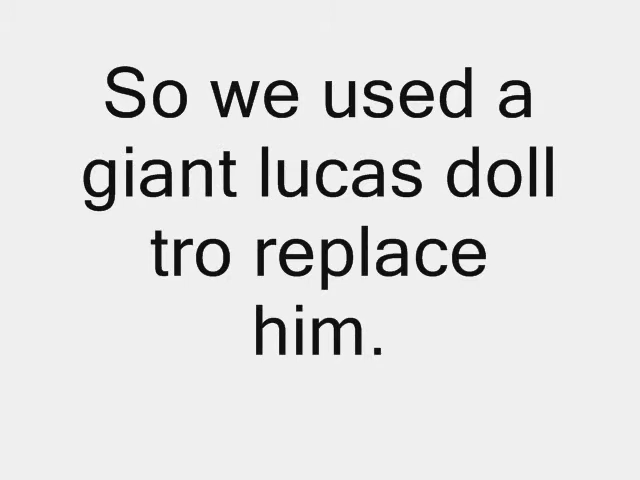 So we used a
giant lucas doll
tro replace
him.